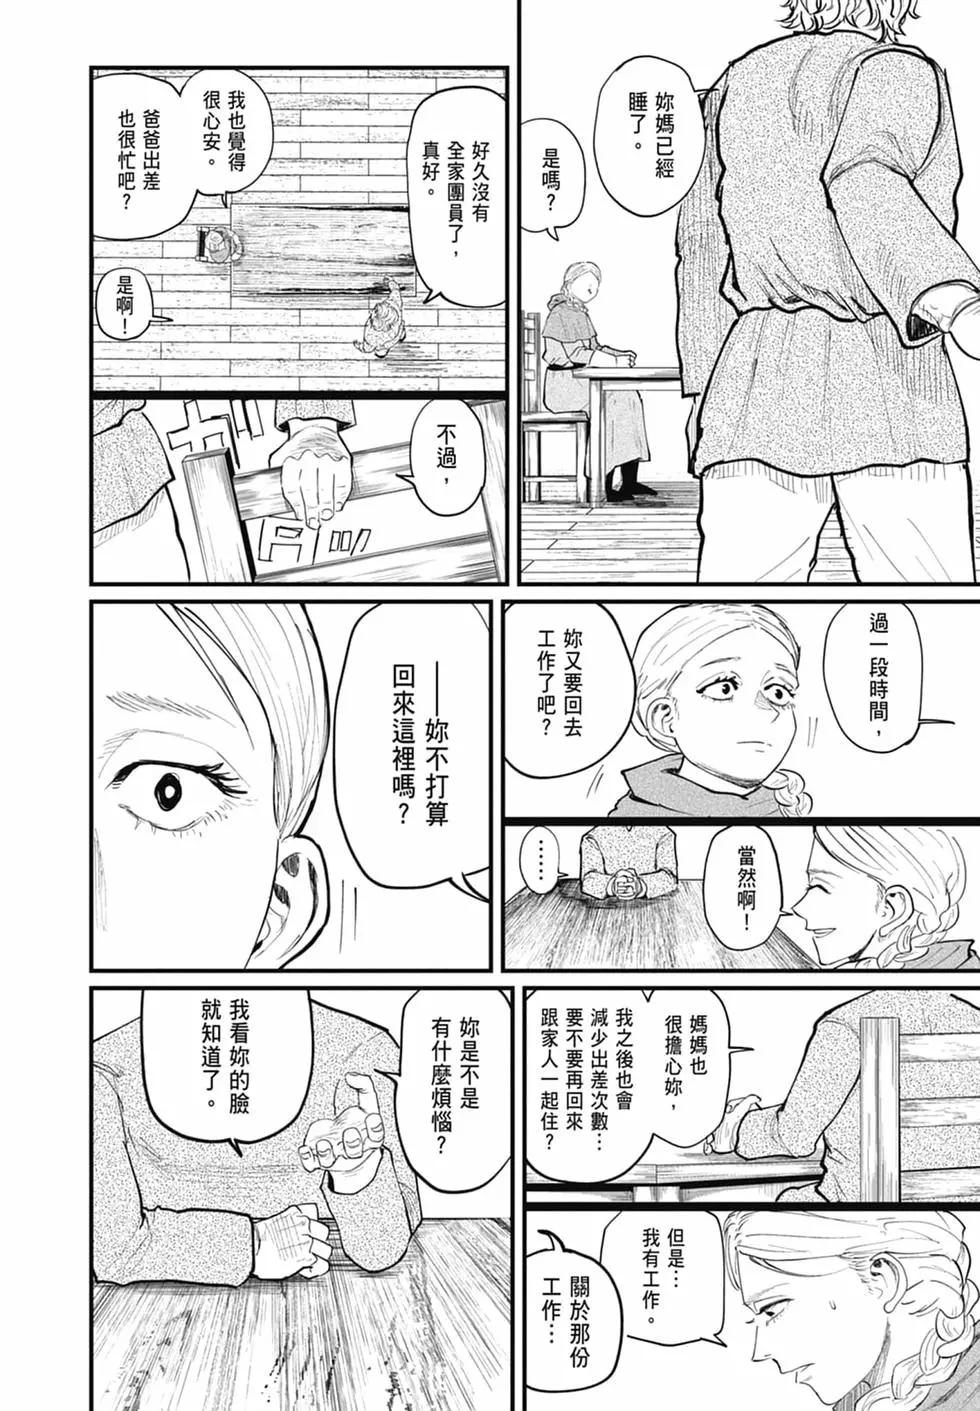 妳媽已經
睡了。
是嗎？
好久沒有
全家團員了，
真好。
我也覺得
很心安。
爸爸出差
也很忙吧？
是啊！
不過，
過一段時間，
妳又要回去
工作了吧？
當然啊！
……
——妳不打算
回來這裡嗎？
媽媽也
很擔心妳，
我之後也會
減少出差次數…
要不要再回來
跟家人一起住？
但是…
我有工作。
關於那份
工作…
妳是不是
有什麼煩惱？
我看妳的臉
就知道了。